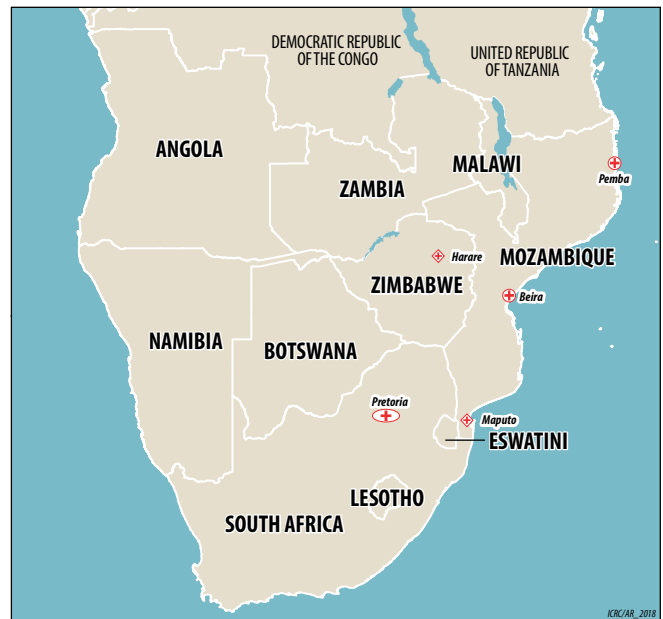 DEMOCRATIC REPUBLIC
OF THE CONGO
UNITED REPUBLIC
OF TANZANIA
ANGOLA
MALAWI
ZAMBIA
Pemba
Harare
MOZAMBIQUE
ZIMBABWE
Beira
NAMIBIA
BOTSWANA
Pretoria
Maputo
ESWATINI
LESOTHO
SOUTH AFRICA
ICRC/AR_2018